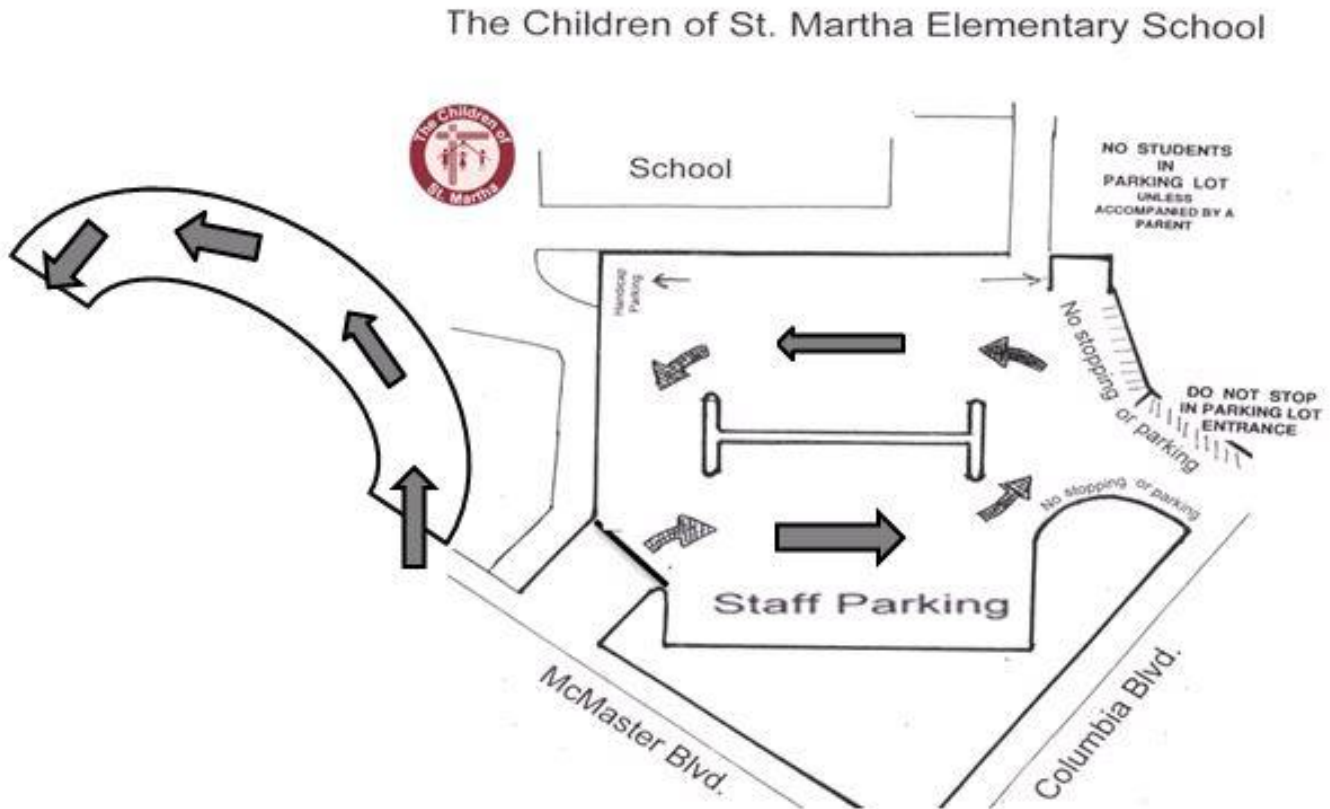 The Children of St. Martha Elementary School
The Children of
St. Martha
School
NO STUDENTS
IN
PARKING LOT
UNLESS
ACCOMPANIED BY A
PARENT
Handicap
Parking
No stopping or parking
DO NOT STOP
IN PARKING LOT
ENTRANCE
No stopping or parking
Staff Parking
McMaster Blvd.
Columbia Blvd.